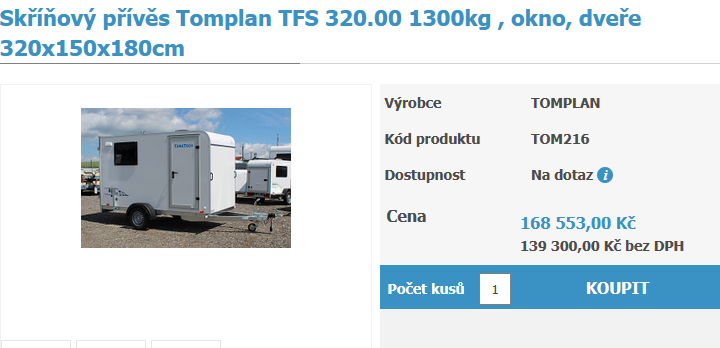 Skříňový přívěs Tomplan TFS 320.00 1300kg , okno, dveře
320x150x180cm
Výrobce TOMPLAN
Kód produktu TOM216
Dostupnost Na dotaz i
Cena 168 553,00 Kč
139 300,00 Kč bez DPH
Počet kusů 1 KOUPIT